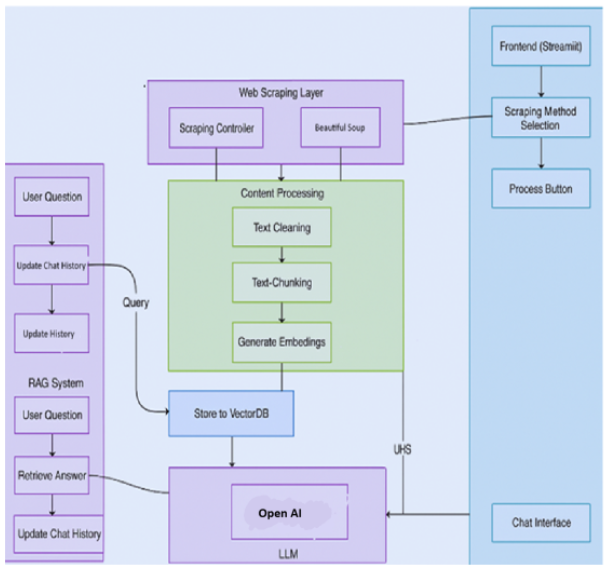 Frontend (Streamiit)
Scraping Method
Selection
Process Button
Web Scraping Layer
Scraping Controiler
Beautiful Soup
Content Processing
Text Cleaning
Text-Chunking
Generate Embedings
User Question
Update Chat History
Update History
Query
RAG System
User Question
Retrieve Answer
Update Chat History
Store to VectorDB
UHS
Open AI
LLM
Chat Interface